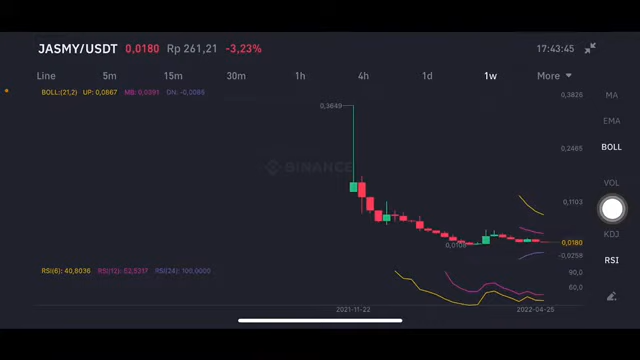 JASMY/USDT 0,0180 Rp 261,21 -3,23% 17:43:45
Line 5m 15m 30m 1h 4h 1d 1w More
BOLL:(21,2) UP: 0,0867 MB: 0,0391 DN: -0,0085
0,3826
MA
0,3649
EMA
BOLL
0,2465
BINANCE
VOL
0,1103
KDJ
0,0108
0,0180
-0,0258
RSI
RSI(6): 40,8036 RSI(12): 52,5317 RSI(24): 100,0000
90,0
60,0
2021-11-22 2022-04-25